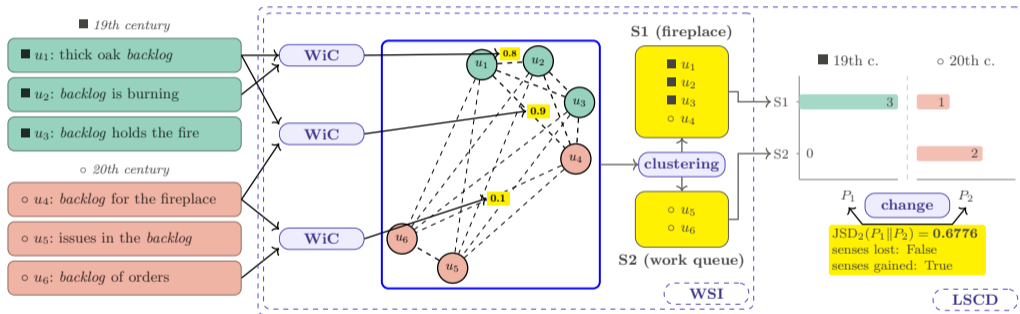 ■ 19th century
■ u₁: thick oak backlog
■ u₂: backlog is burning
■ u₃: backlog holds the fire
○ 20th century
○ u₄: backlog for the fireplace
○ u₅: issues in the backlog
○ u₆: backlog of orders
WiC
WiC
WiC
u₁
u₂
u₃
u₄
u₅
u₆
0.8
0.9
0.1
S1 (fireplace)
■ u₁
■ u₂
■ u₃
○ u₄
clustering
○ u₅
○ u₆
S2 (work queue)
WSI
■ 19th c.
○ 20th c.
S1
3
1
S2
0
2
P₁
change
P₂
JSD₂(P₁‖P₂) = 0.6776
senses lost: False
senses gained: True
LSCD